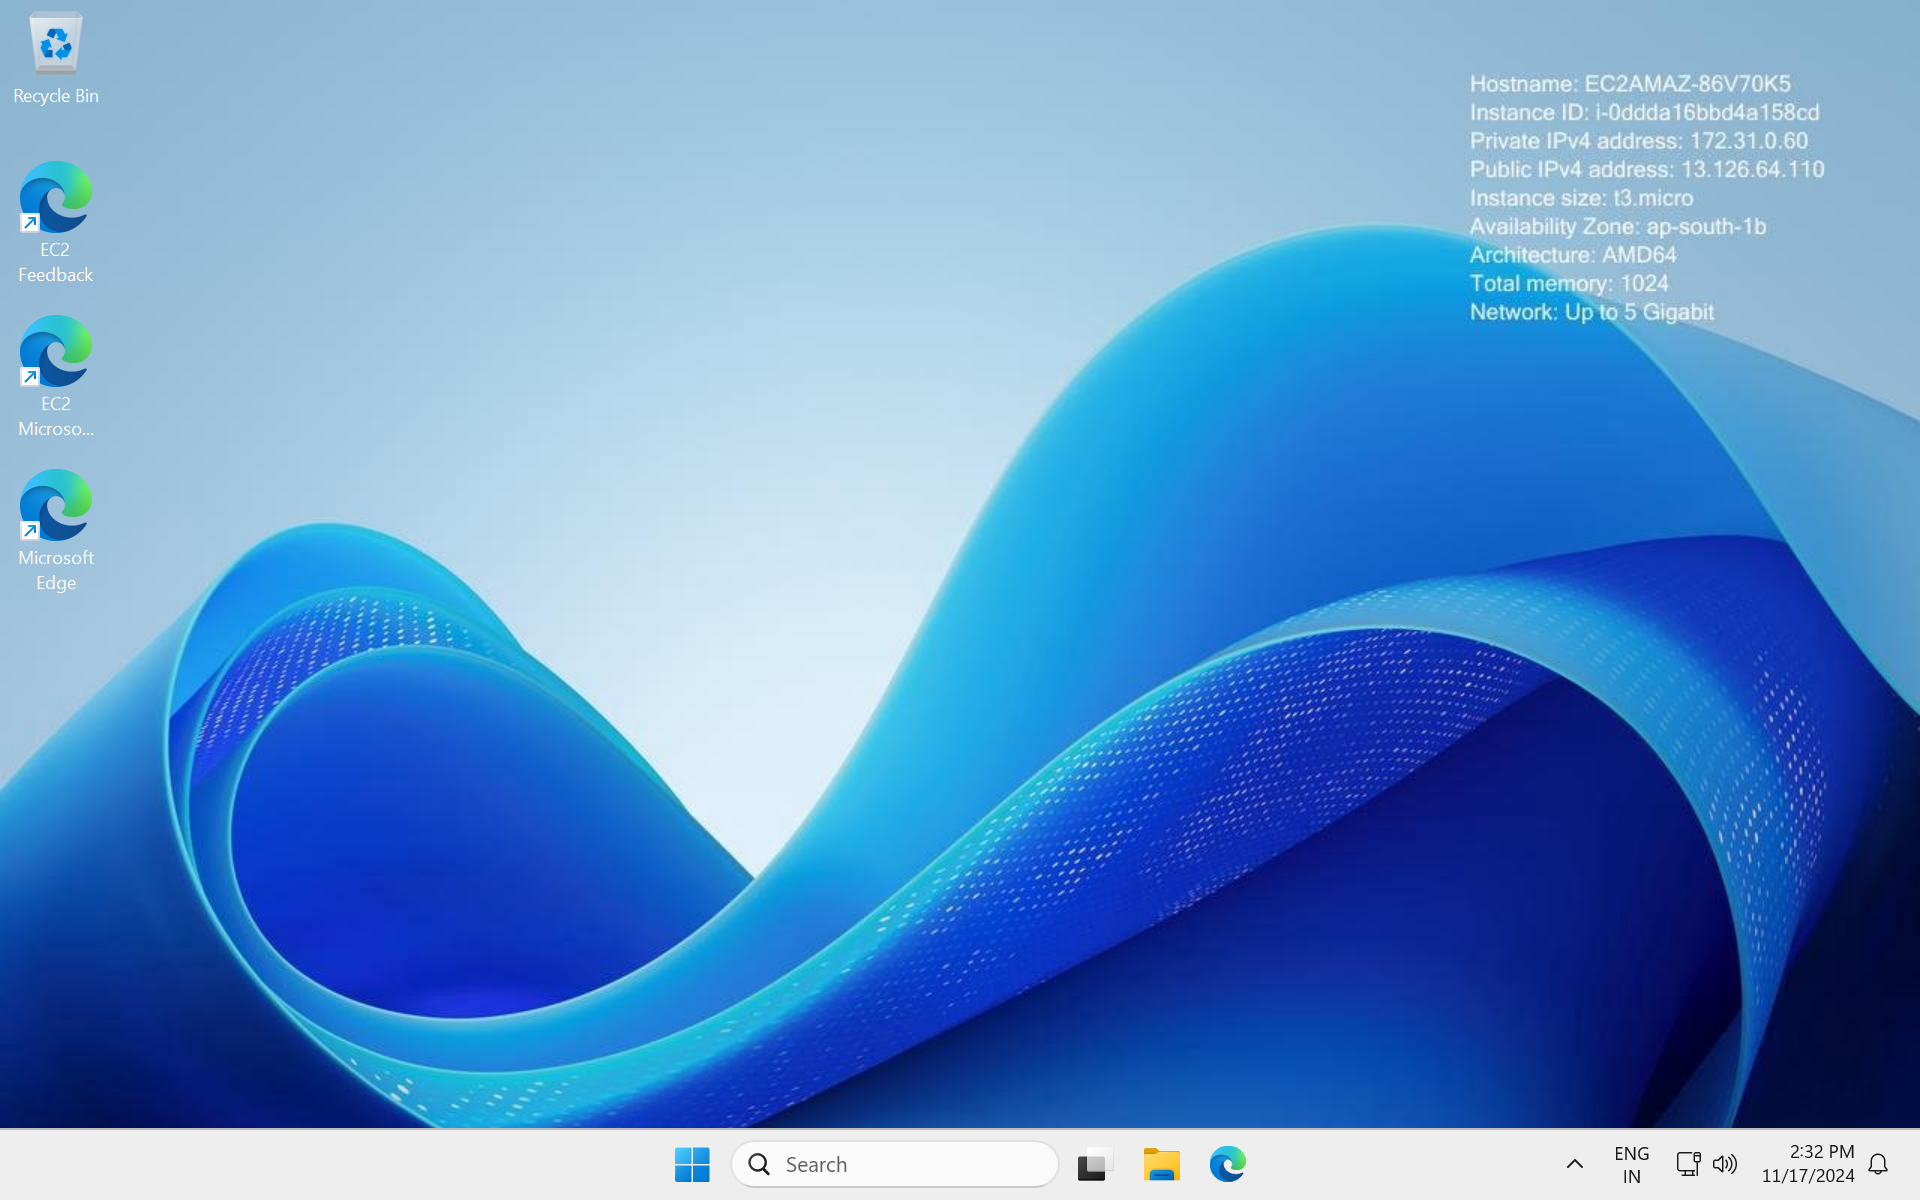 Recycle Bin
EC2
Feedback
EC2
Microso...
Microsoft
Edge
Hostname: EC2AMAZ-86V70K5
Instance ID: i-0ddda16bbd4a158cd
Private IPv4 address: 172.31.0.60
Public IPv4 address: 13.126.64.110
Instance size: t3.micro
Availability Zone: ap-south-1b
Architecture: AMD64
Total memory: 1024
Network: Up to 5 Gigabit
Search
ENG
IN
2:32 PM
11/17/2024